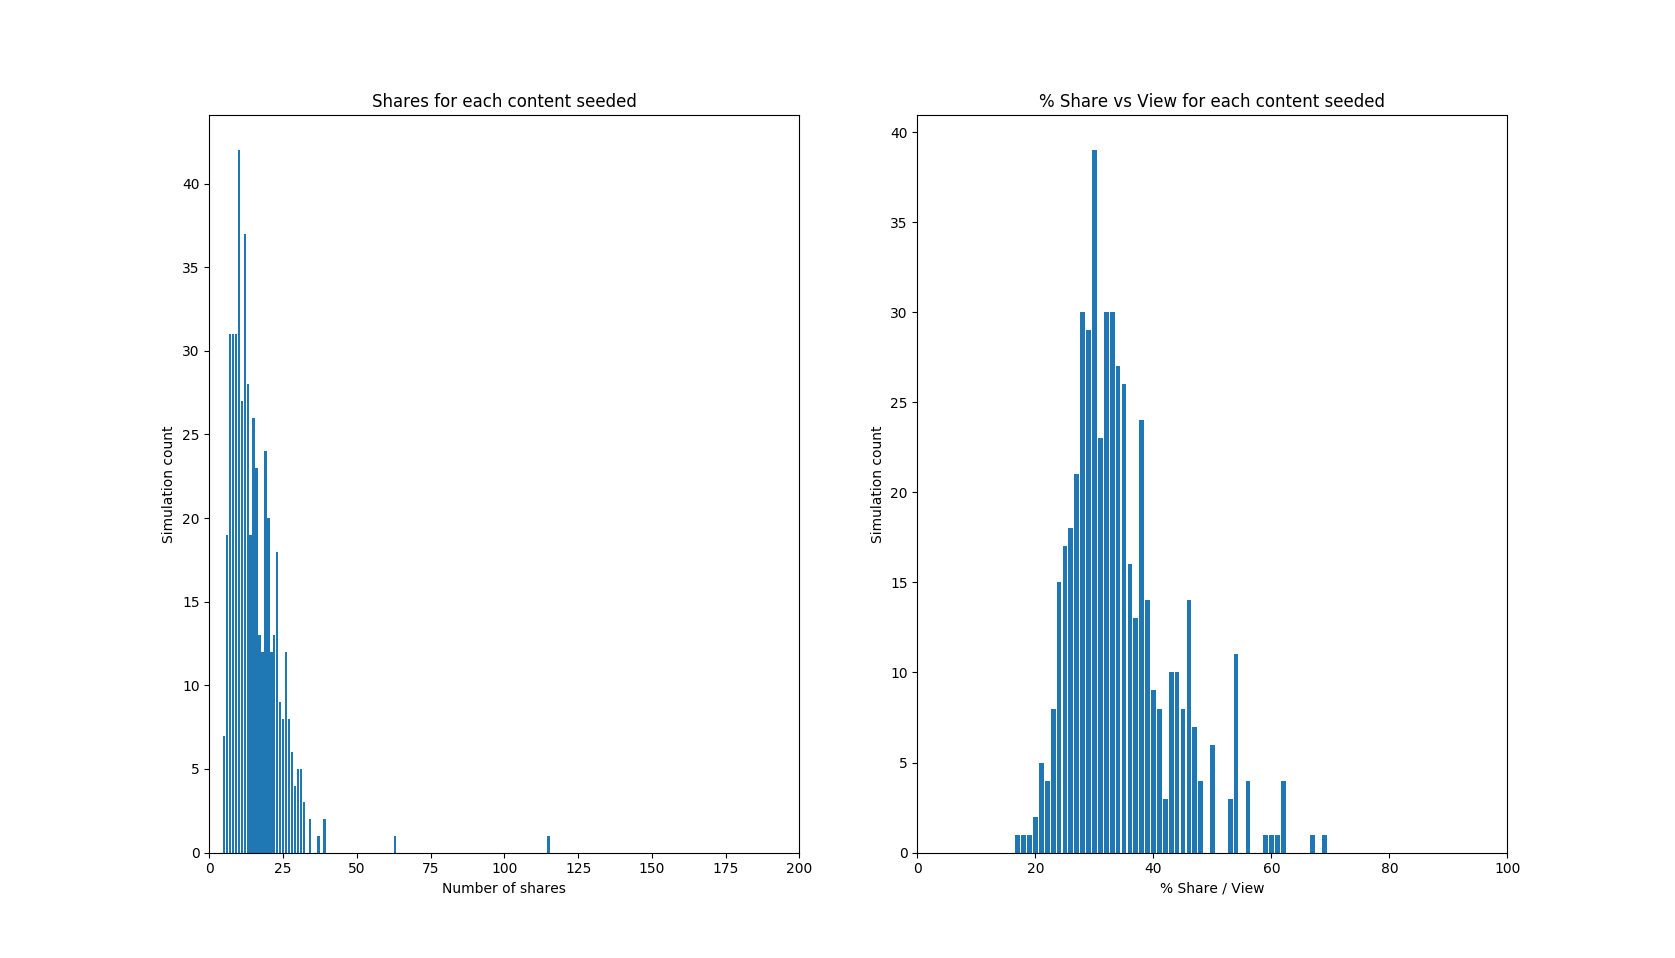 Shares for each content seeded
Simulation count
40
35
30
25
20
15
10
5
0
0 25 50 75 100 125 150 175 200
Number of shares
% Share vs View for each content seeded
Simulation count
40
35
30
25
20
15
10
5
0
0 20 40 60 80 100
% Share / View